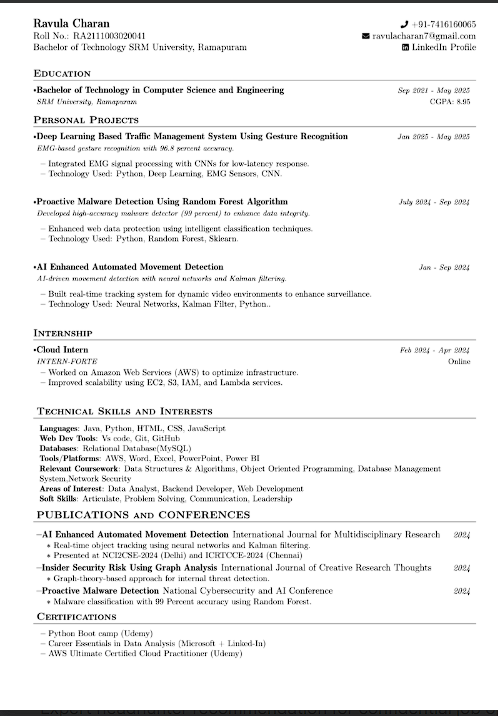 Ravula Charan
+91-7416160065
Roll No.: RA2111003020041
ravulacharan7@gmail.com
Bachelor of Technology SRM University, Ramapuram
LinkedIn Profile
EDUCATION
•Bachelor of Technology in Computer Science and Engineering
Sep 2021 - May 2025
SRM University, Ramapuram
CGPA: 8.95
PERSONAL PROJECTS
•Deep Learning Based Traffic Management System Using Gesture Recognition
Jan 2025 - May 2025
EMG-based gesture recognition with 96.8 percent accuracy.
– Integrated EMG signal processing with CNNs for low-latency response.
– Technology Used: Python, Deep Learning, EMG Sensors, CNN.
•Proactive Malware Detection Using Random Forest Algorithm
July 2024 - Sep 2024
Developed high-accuracy malware detector (99 percent) to enhance data integrity.
– Enhanced web data protection using intelligent classification techniques.
– Technology Used: Python, Random Forest, Sklearn.
•AI Enhanced Automated Movement Detection
Jan - Sep 2024
AI-driven movement detection with neural networks and Kalman filtering.
– Built real-time tracking system for dynamic video environments to enhance surveillance.
– Technology Used: Neural Networks, Kalman Filter, Python..
INTERNSHIP
•Cloud Intern
Feb 2024 - Apr 2024
INTERN-FORTE
Online
– Worked on Amazon Web Services (AWS) to optimize infrastructure.
– Improved scalability using EC2, S3, IAM, and Lambda services.
TECHNICAL SKILLS AND INTERESTS
Languages: Java, Python, HTML, CSS, JavaScript
Web Dev Tools: Vs code, Git, GitHub
Databases: Relational Database(MySQL)
Tools/Platforms: AWS, Word, Excel, PowerPoint, Power BI
Relevant Coursework: Data Structures & Algorithms, Object Oriented Programming, Database Management
System,Network Security
Areas of Interest: Data Analyst, Backend Developer, Web Development
Soft Skills: Articulate, Problem Solving, Communication, Leadership
PUBLICATIONS AND CONFERENCES
–AI Enhanced Automated Movement Detection International Journal for Multidisciplinary Research 2024
∗ Real-time object tracking using neural networks and Kalman filtering.
∗ Presented at NCI2CSE-2024 (Delhi) and ICRTCCE-2024 (Chennai)
–Insider Security Risk Using Graph Analysis International Journal of Creative Research Thoughts 2024
∗ Graph-theory-based approach for internal threat detection.
–Proactive Malware Detection National Cybersecurity and AI Conference 2024
∗ Malware classification with 99 Percent accuracy using Random Forest.
CERTIFICATIONS
– Python Boot camp (Udemy)
– Career Essentials in Data Analysis (Microsoft + Linked-In)
– AWS Ultimate Certified Cloud Practitioner (Udemy)